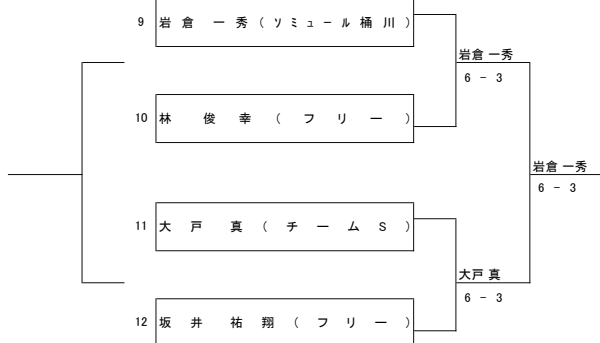 9 岩倉 一秀(ソミュール桶川)
岩倉 一秀
6 - 3
10 林 俊幸(フリー)
岩倉 一秀
6 - 3
11 大戸 真(チームS)
大戸 真
6 - 3
12 坂井 祐翔(フリー)